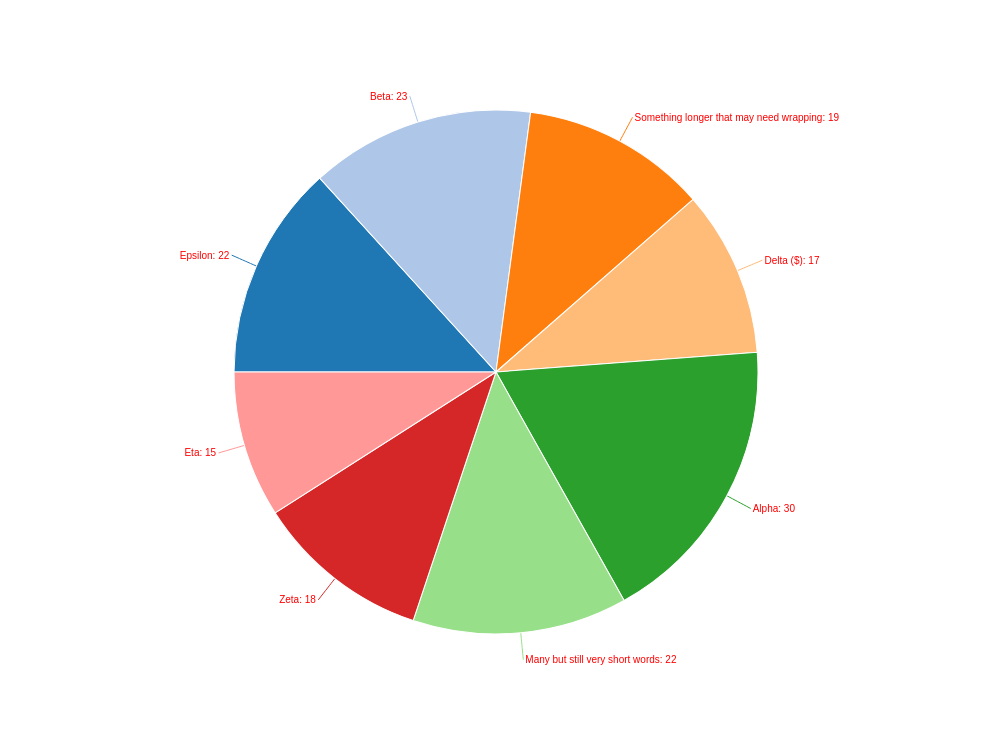 Beta: 23
Something longer that may need wrapping: 19
Epsilon: 22
Delta ($): 17
Eta: 15
Alpha: 30
Zeta: 18
Many but still very short words: 22